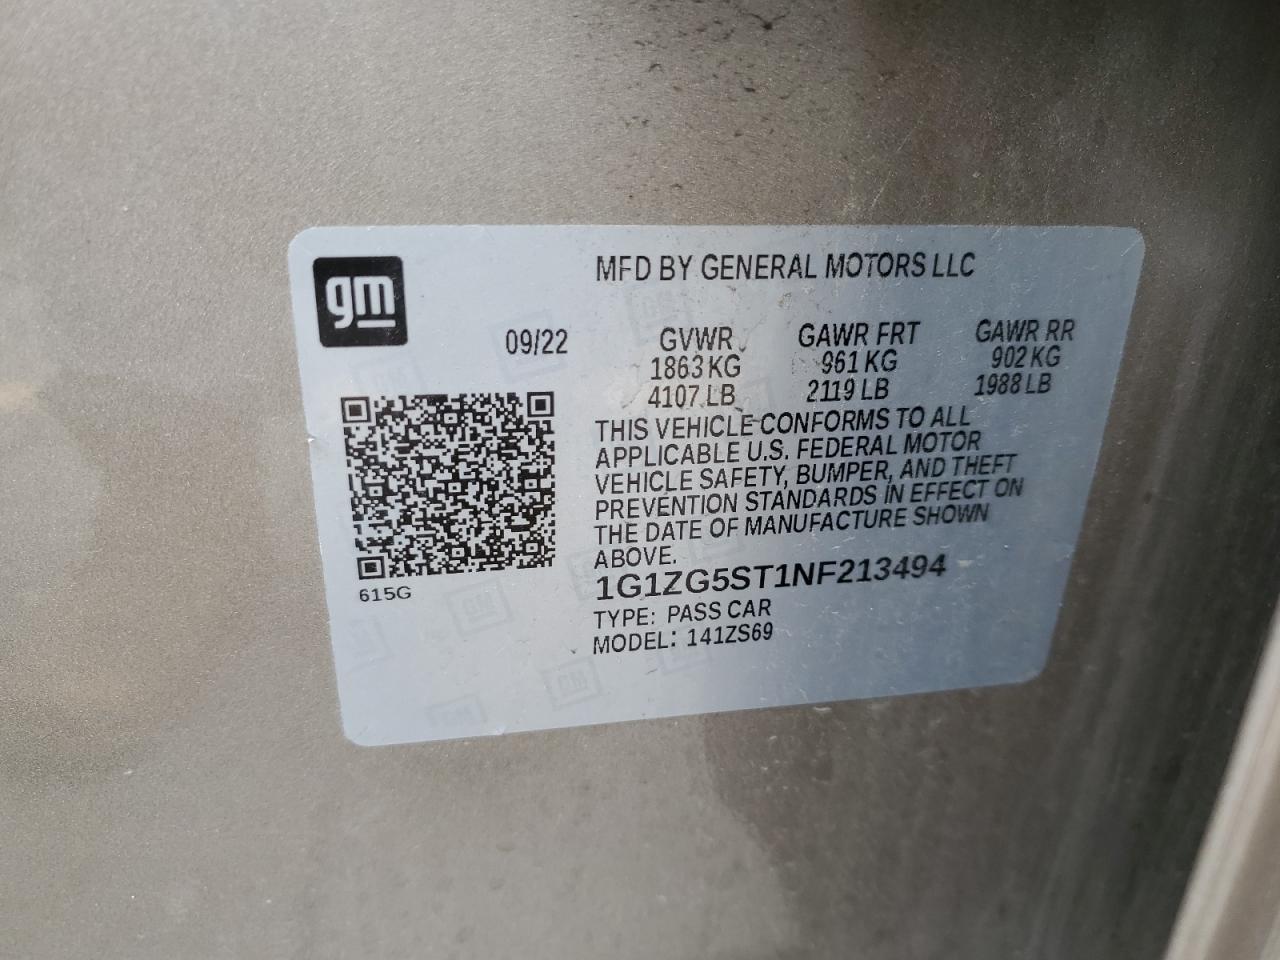 gm
MFD BY GENERAL MOTORS LLC
09/22
GVWR GAWR FRT GAWR RR
1863 KG 961 KG 902 KG
4107 LB 2119 LB 1988 LB
THIS VEHICLE CONFORMS TO ALL
APPLICABLE U.S. FEDERAL MOTOR
VEHICLE SAFETY, BUMPER, AND THEFT
PREVENTION STANDARDS IN EFFECT ON
THE DATE OF MANUFACTURE SHOWN
ABOVE.
615G
1G1ZG5ST1NF213494
TYPE: PASS CAR
MODEL: 141ZS69